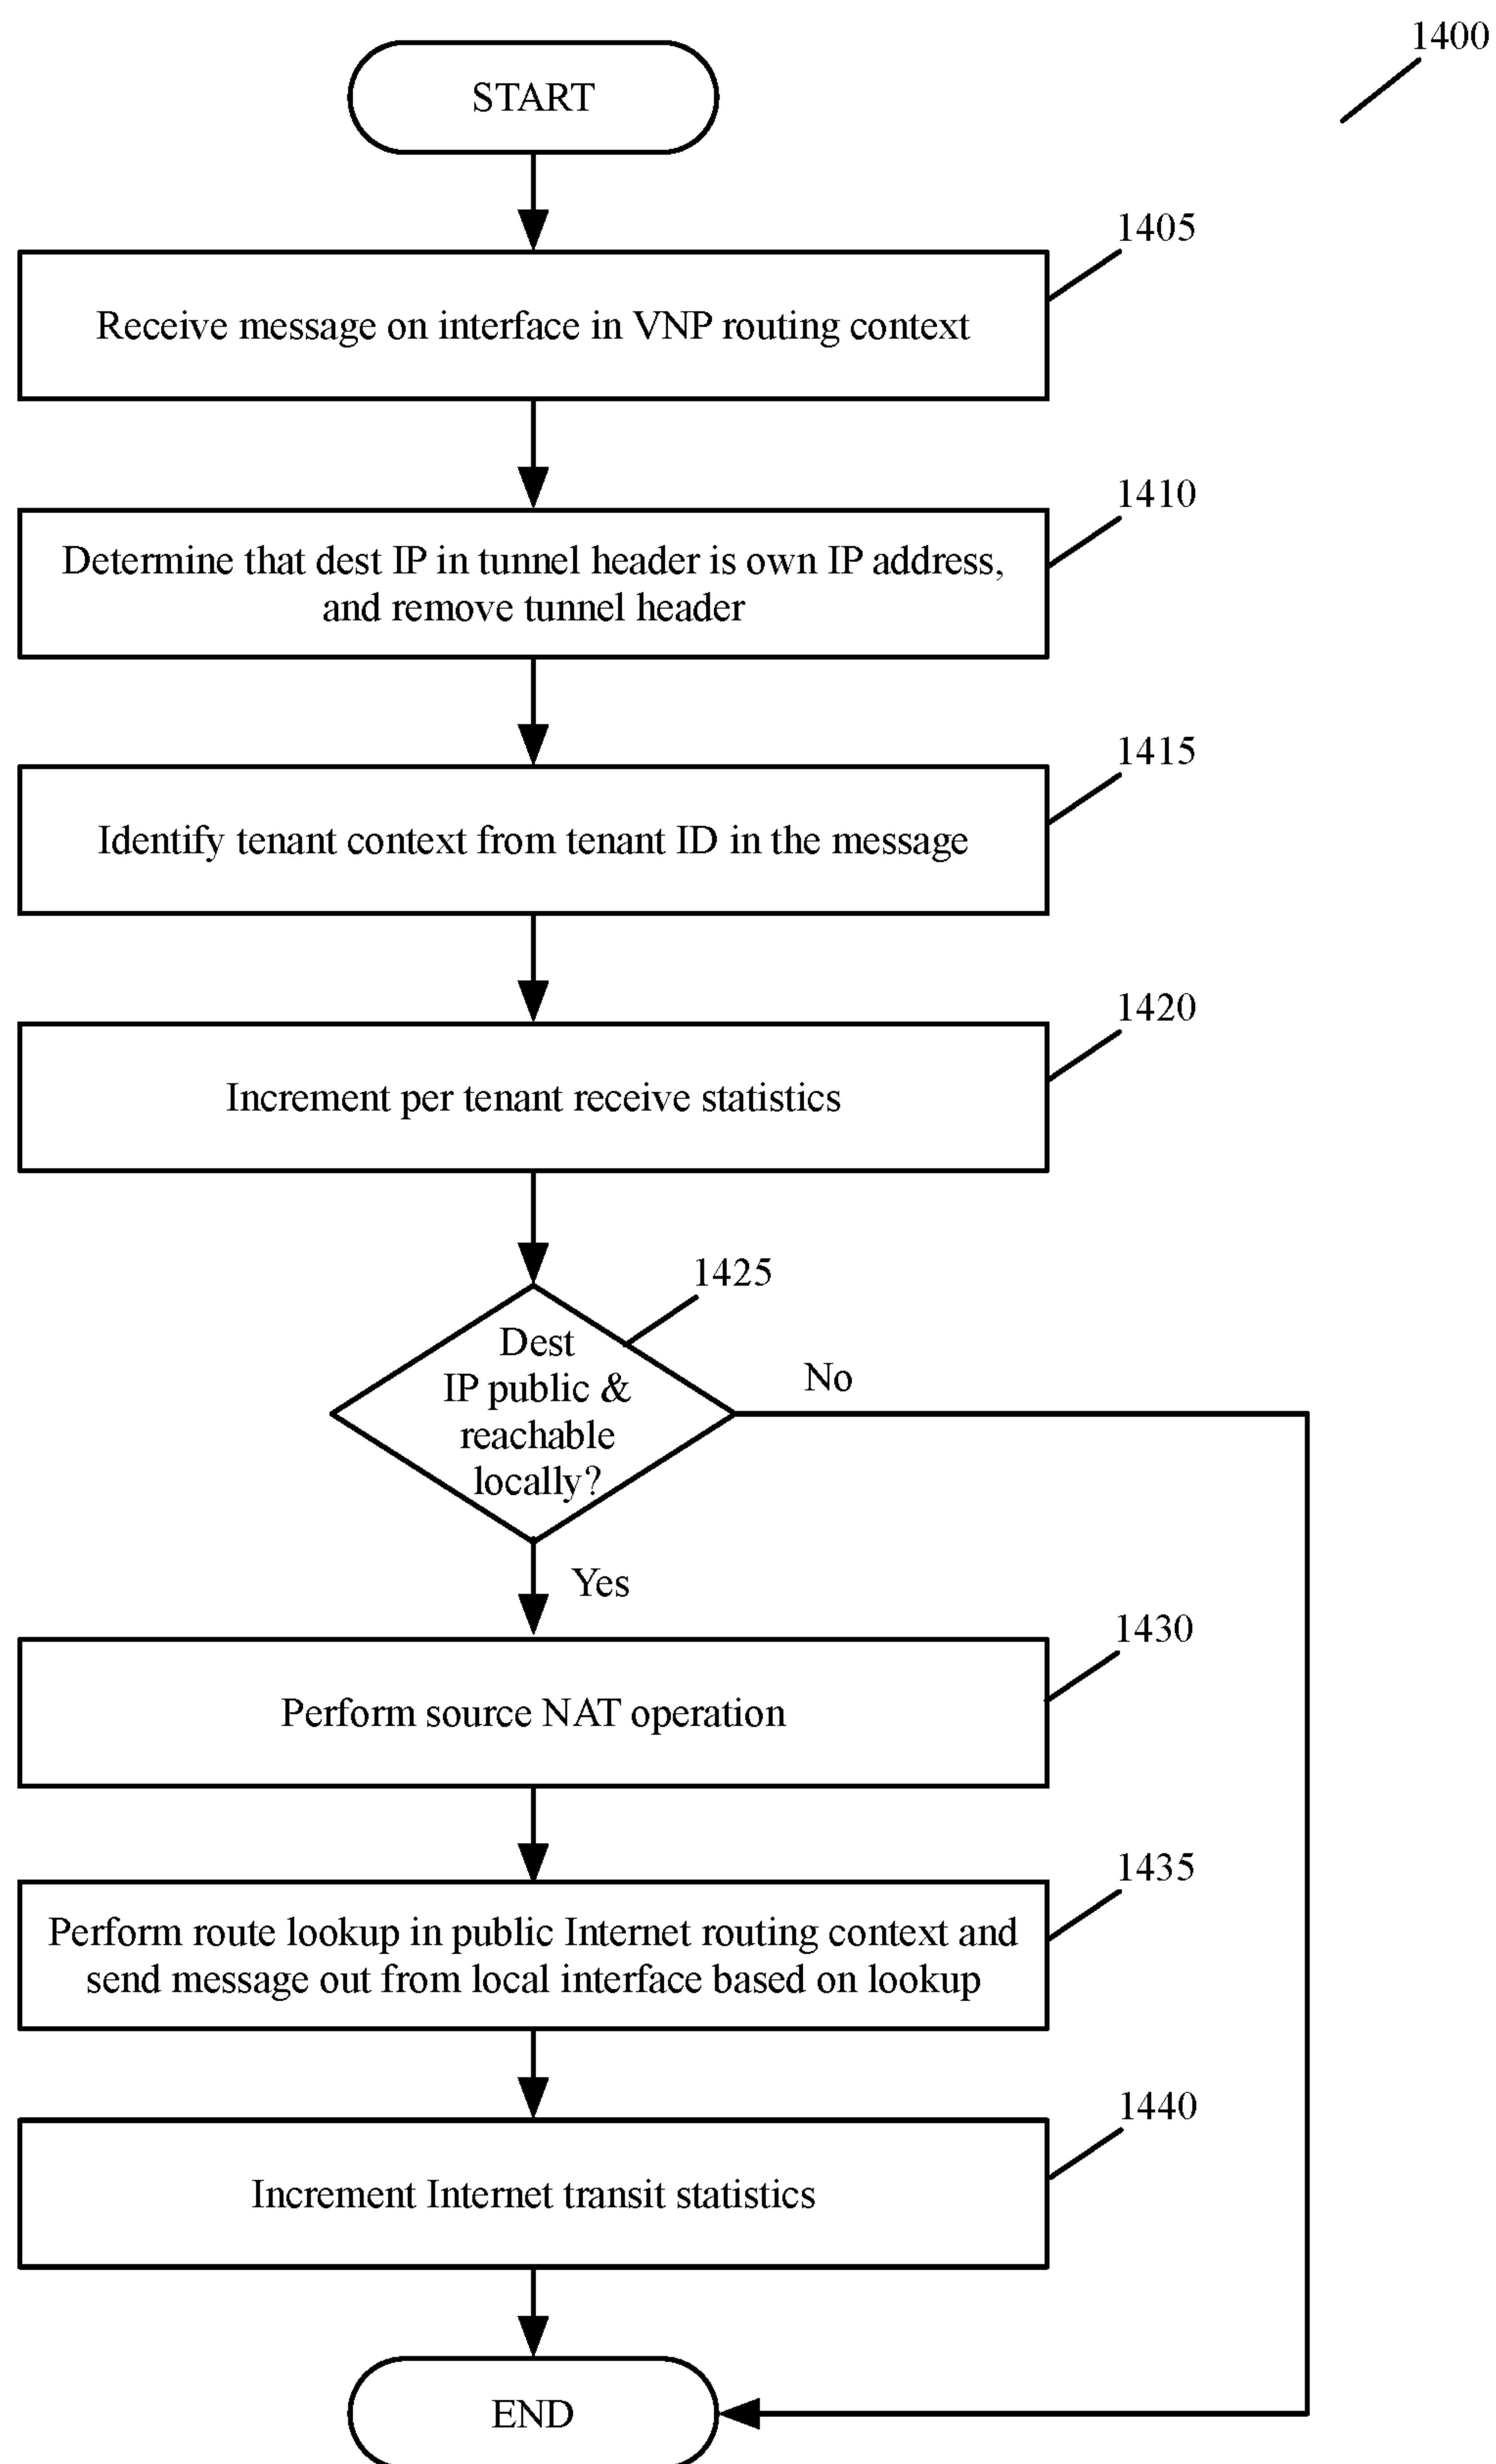 1400
START
1405
Receive message on interface in VNP routing context
1410
Determine that dest IP in tunnel header is own IP address,
and remove tunnel header
1415
Identify tenant context from tenant ID in the message
1420
Increment per tenant receive statistics
1425
Dest
IP public &
reachable
locally?
No
Yes
1430
Perform source NAT operation
1435
Perform route lookup in public Internet routing context and
send message out from local interface based on lookup
1440
Increment Internet transit statistics
END